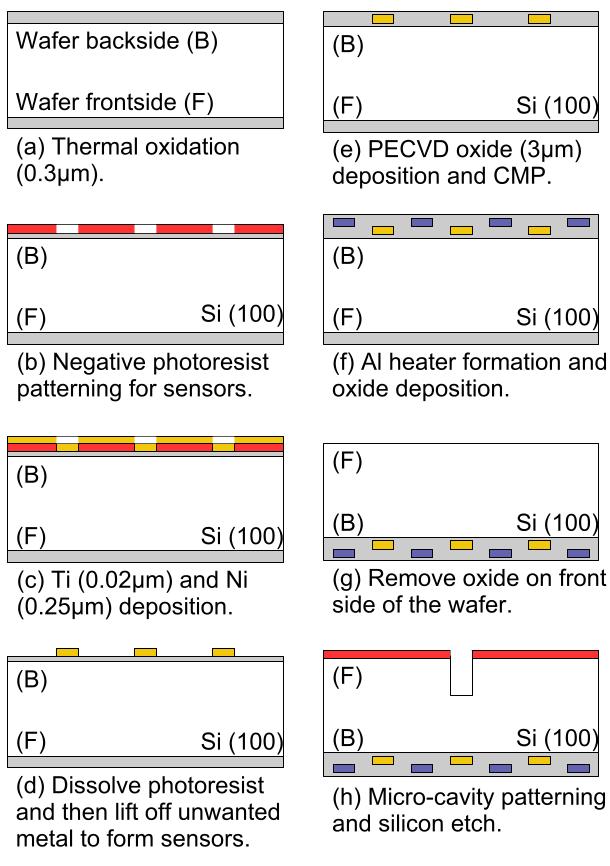 Wafer backside (B)
Wafer frontside (F)
(a) Thermal oxidation
(0.3µm).
(B)
(F) Si (100)
(b) Negative photoresist
patterning for sensors.
(B)
(F) Si (100)
(c) Ti (0.02µm) and Ni
(0.25µm) deposition.
(B)
(F) Si (100)
(d) Dissolve photoresist
and then lift off unwanted
metal to form sensors.
(B)
(F) Si (100)
(e) PECVD oxide (3µm)
deposition and CMP.
(B)
(F) Si (100)
(f) Al heater formation and
oxide deposition.
(F)
(B) Si (100)
(g) Remove oxide on front
side of the wafer.
(F)
(B) Si (100)
(h) Micro-cavity patterning
and silicon etch.